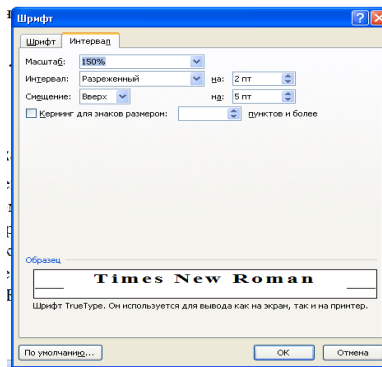 Шрифт
Шрифт Интервал
Масштаб: 150%
Интервал: Разреженный на: 2 пт
Смещение: Вверх на: 5 пт
Кернинг для знаков размером: пунктов и более
Образец
Times New Roman
Шрифт TrueType. Он используется для вывода как на экран, так и на принтер.
По умолчанию... ОК Отмена